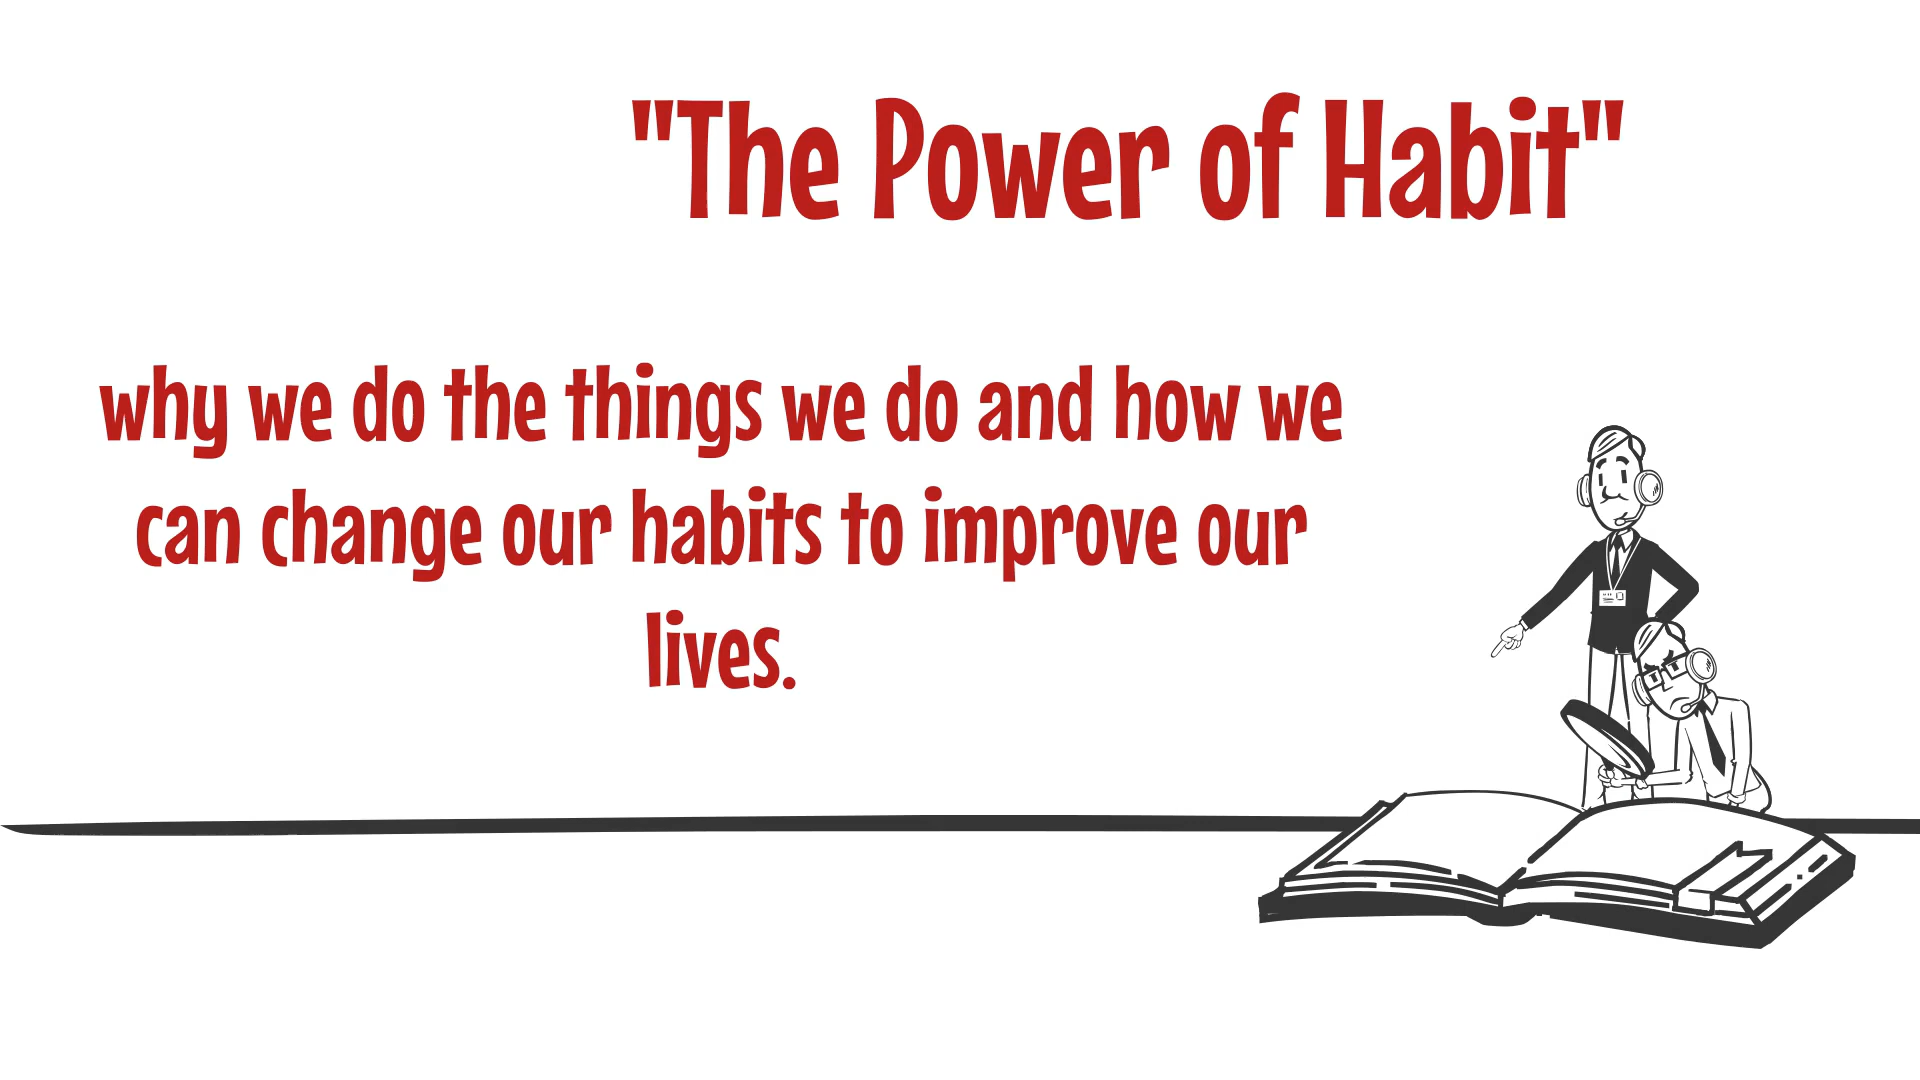 "The Power of Habit"
why we do the things we do and how we
can change our habits to improve our
lives.